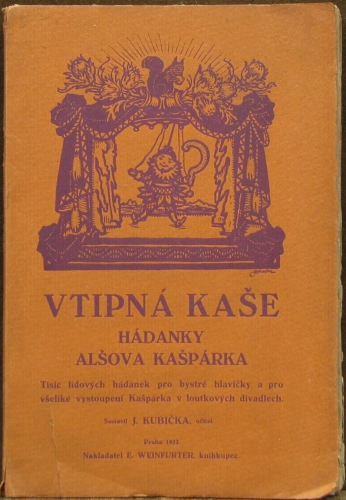 VTIPNÁ KAŠE
HÁDANKY
ALŠOVA KAŠPÁRKA
Tisíc lidových hádanek pro bystré hlavičky a pro
všeliké vystoupení Kašpárka v loutkových divadlech.
Sestavil J. KUBIČKA, učitel.
Praha
Nakladatel E. WEINFURTER, knihkupec.